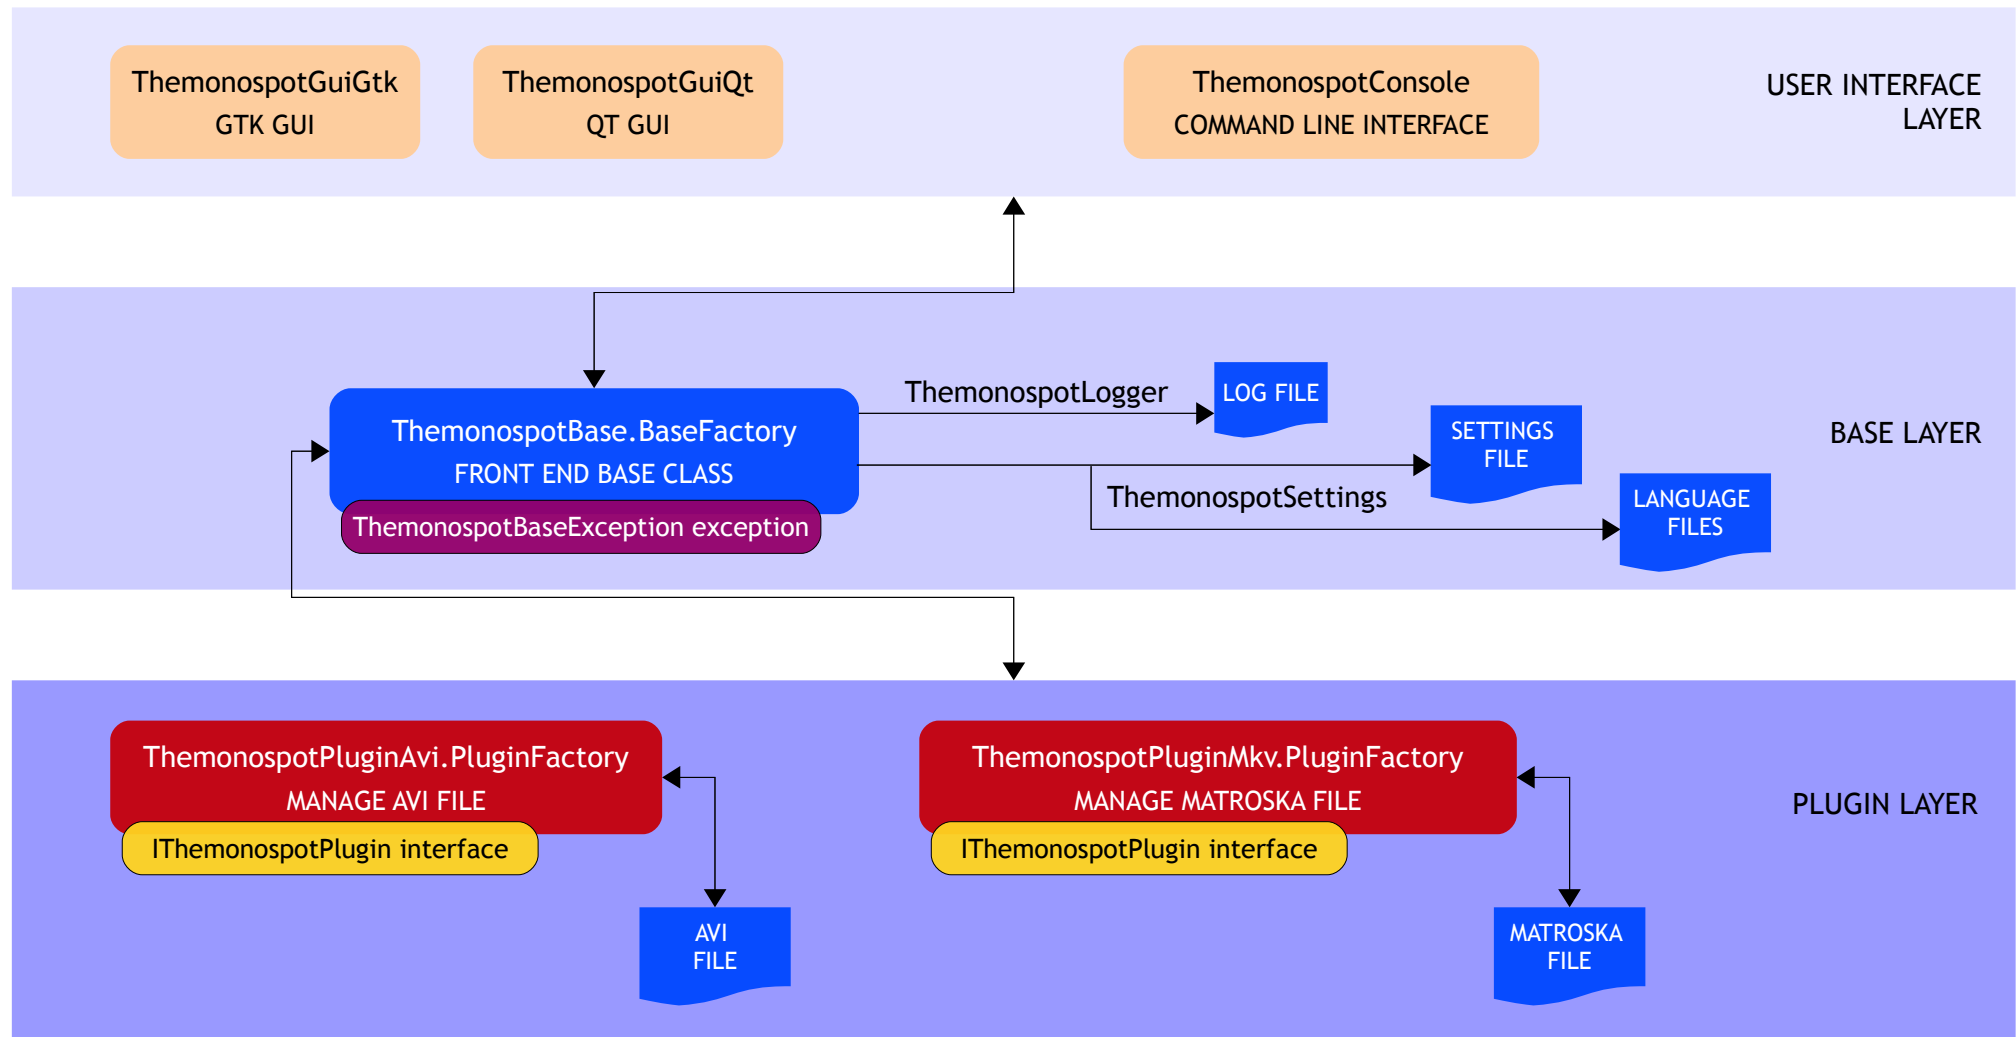 ThemonospotGuiGtk
GTK GUI
ThemonospotGuiQt
QT GUI
ThemonospotConsole
COMMAND LINE INTERFACE
USER INTERFACE
LAYER
ThemonospotBase.BaseFactory
FRONT END BASE CLASS
ThemonospotBaseException exception
ThemonospotLogger
LOG FILE
ThemonospotSettings
SETTINGS
FILE
LANGUAGE
FILES
BASE LAYER
ThemonospotPluginAvi.PluginFactory
MANAGE AVI FILE
IThemonospotPlugin interface
AVI
FILE
ThemonospotPluginMkv.PluginFactory
MANAGE MATROSKA FILE
IThemonospotPlugin interface
MATROSKA
FILE
PLUGIN LAYER